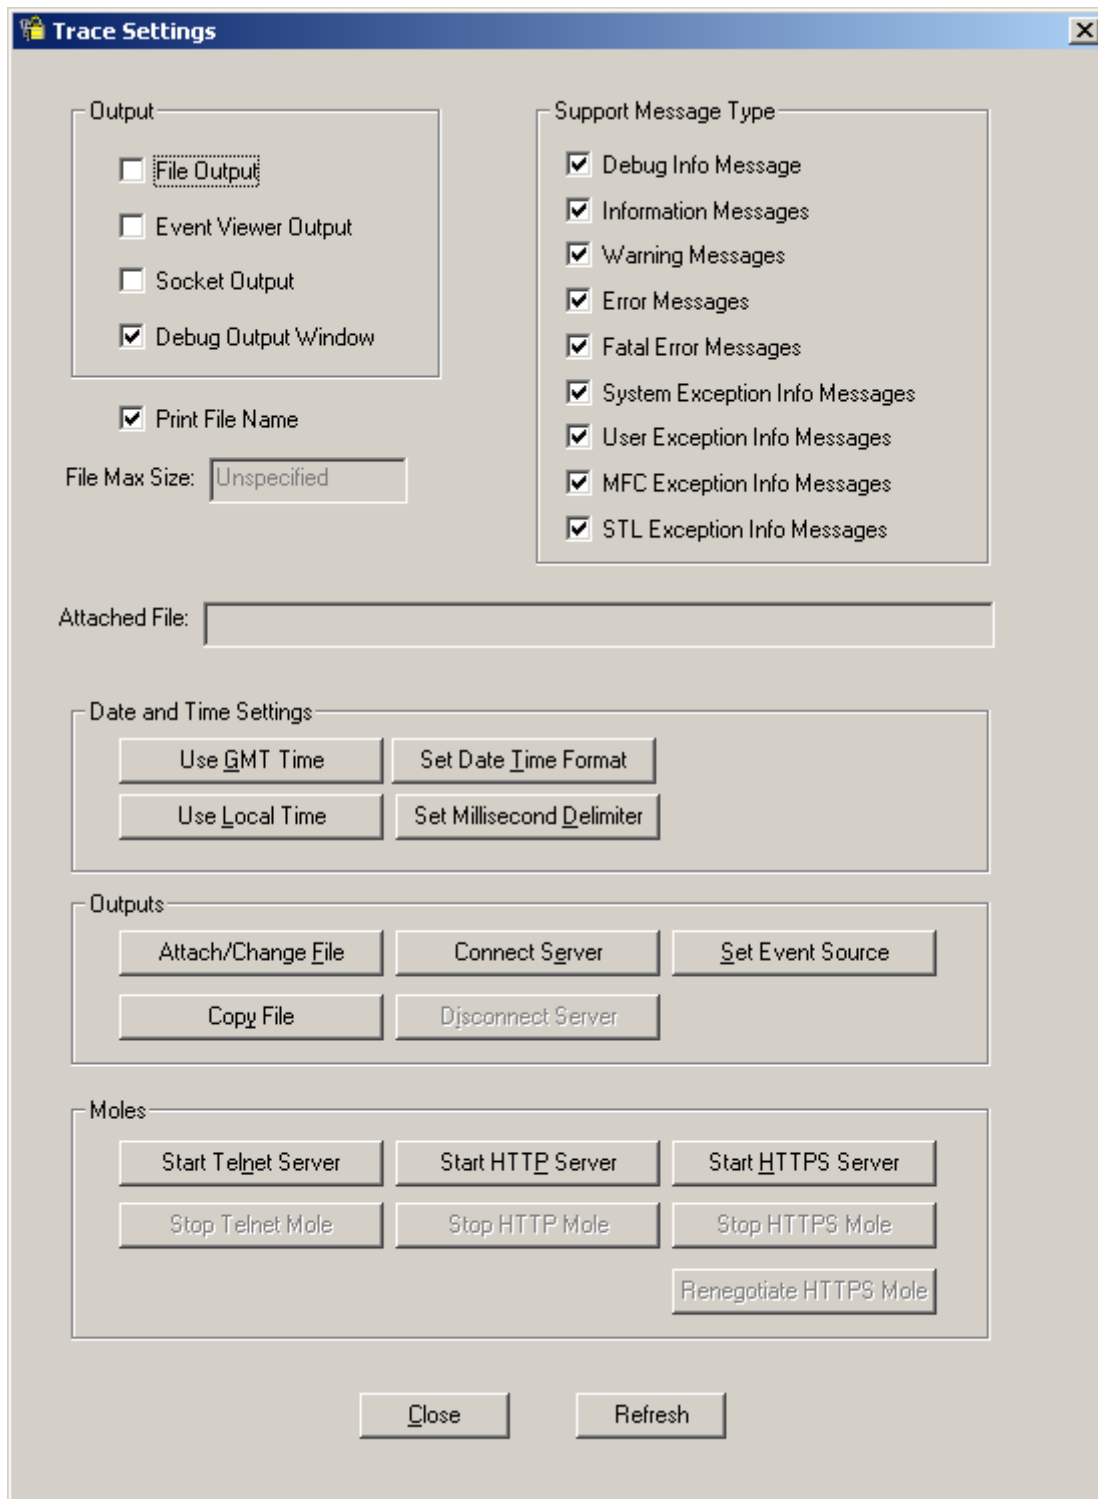 Trace Settings
Output
File Output
Event Viewer Output
Socket Output
Debug Output Window
Print File Name
File Max Size: Unspecified
Support Message Type
Debug Info Message
Information Messages
Warning Messages
Error Messages
Fatal Error Messages
System Exception Info Messages
User Exception Info Messages
MFC Exception Info Messages
STL Exception Info Messages
Attached File:
Date and Time Settings
Use GMT Time
Set Date Time Format
Use Local Time
Set Millisecond Delimiter
Outputs
Attach/Change File
Connect Server
Set Event Source
Copy File
Disconnect Server
Moles
Start Telnet Server
Start HTTP Server
Start HTTPS Server
Stop Telnet Mole
Stop HTTP Mole
Stop HTTPS Mole
Renegotiate HTTPS Mole
Close
Refresh